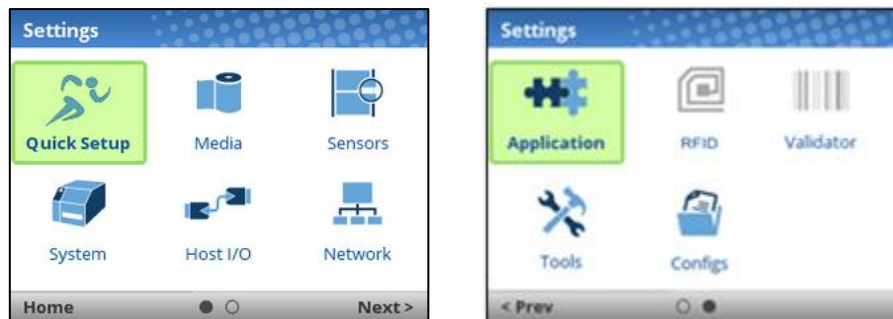 Settings
Quick Setup Media Sensors
System Host I/O Network
Home Next >
Settings
Application RFID Validator
Tools Configs
< Prev